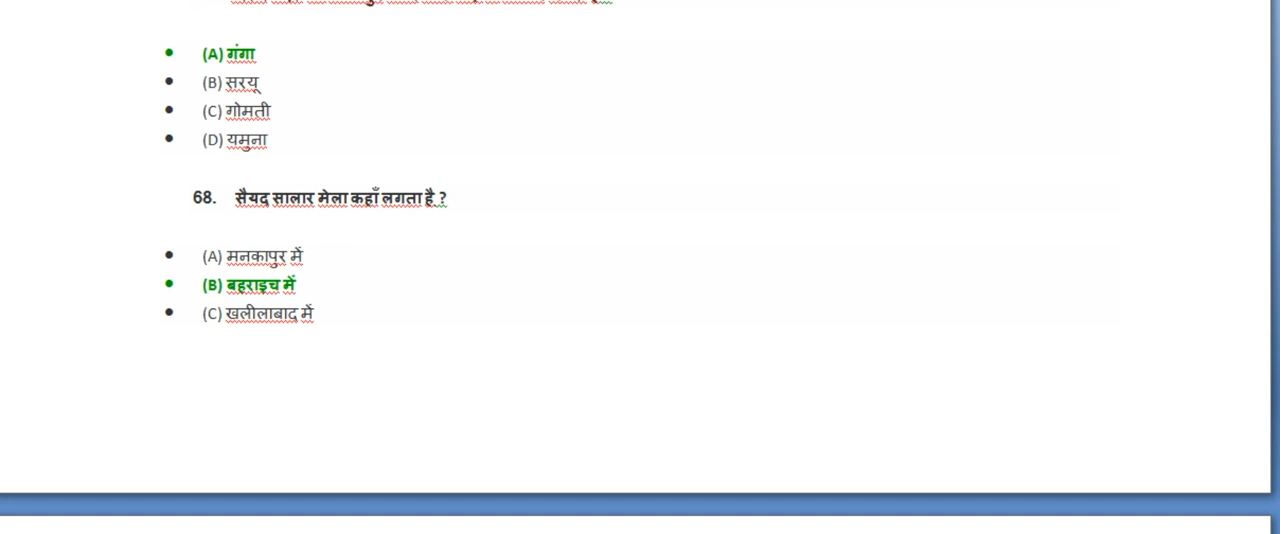 (A) गंगा
(B) सरयू
(C) गोमती
(D) यमुना
68. सैयद सालार मेला कहाँ लगता है ?
(A) मनकापुर में
(B) बहराइच में
(C) खलीलाबाद में